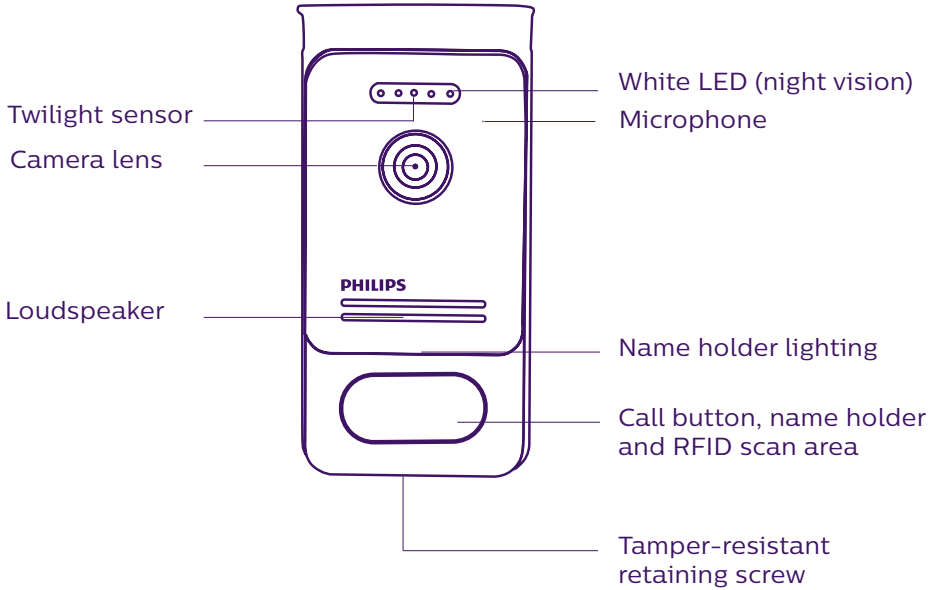 White LED (night vision)
Twilight sensor
Microphone
Camera lens
PHILIPS
Loudspeaker
Name holder lighting
Call button, name holder
and RFID scan area
Tamper-resistant
retaining screw